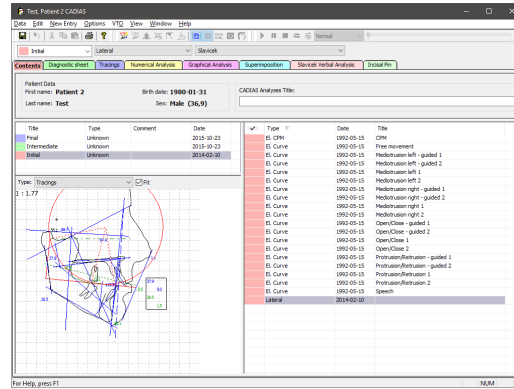 Test, Patient 2 CADIAS
Data Edit New Entry Options VTO View Window Help
Normal
Initial Lateral Slavicek
Contents Diagnostic sheet Tracings Numerical Analysis Graphical Analysis Superimposition Slavicek Verbal Analysis Incisal Pin
Patient Data
First name: Patient 2 Birth date: 1980-01-31
Last name: Test Sex: Male (36,9)
CADIAS Analyses Title:
Title Type Comment Date
Final Unknown 2015-10-23
Intermediate Unknown 2015-10-23
Initial Unknown 2014-02-10
Type: Tracings Fit
1 : 1.77
Type Date Title
El. CPM 1992-05-15 CPM
El. Curve 1992-05-15 Free movement
El. Curve 1992-05-15 Mediotrusion left - guided 1
El. Curve 1992-05-15 Mediotrusion left - guided 2
El. Curve 1992-05-15 Mediotrusion left 1
El. Curve 1992-05-15 Mediotrusion left 2
El. Curve 1992-05-15 Mediotrusion right - guided 1
El. Curve 1992-05-15 Mediotrusion right - guided 2
El. Curve 1992-05-15 Mediotrusion right 1
El. Curve 1992-05-15 Mediotrusion right 2
El. Curve 1992-05-15 Open/Close - guided 1
El. Curve 1992-05-15 Open/Close - guided 2
El. Curve 1992-05-15 Open/Close 1
El. Curve 1992-05-15 Open/Close 2
El. Curve 1992-05-15 Protrusion/Retrusion - guided 1
El. Curve 1992-05-15 Protrusion/Retrusion - guided 2
El. Curve 1992-05-15 Protrusion/Retrusion 1
El. Curve 1992-05-15 Protrusion/Retrusion 2
El. Curve 1992-05-15 Speech
Lateral 2014-02-10
For Help, press F1 NUM